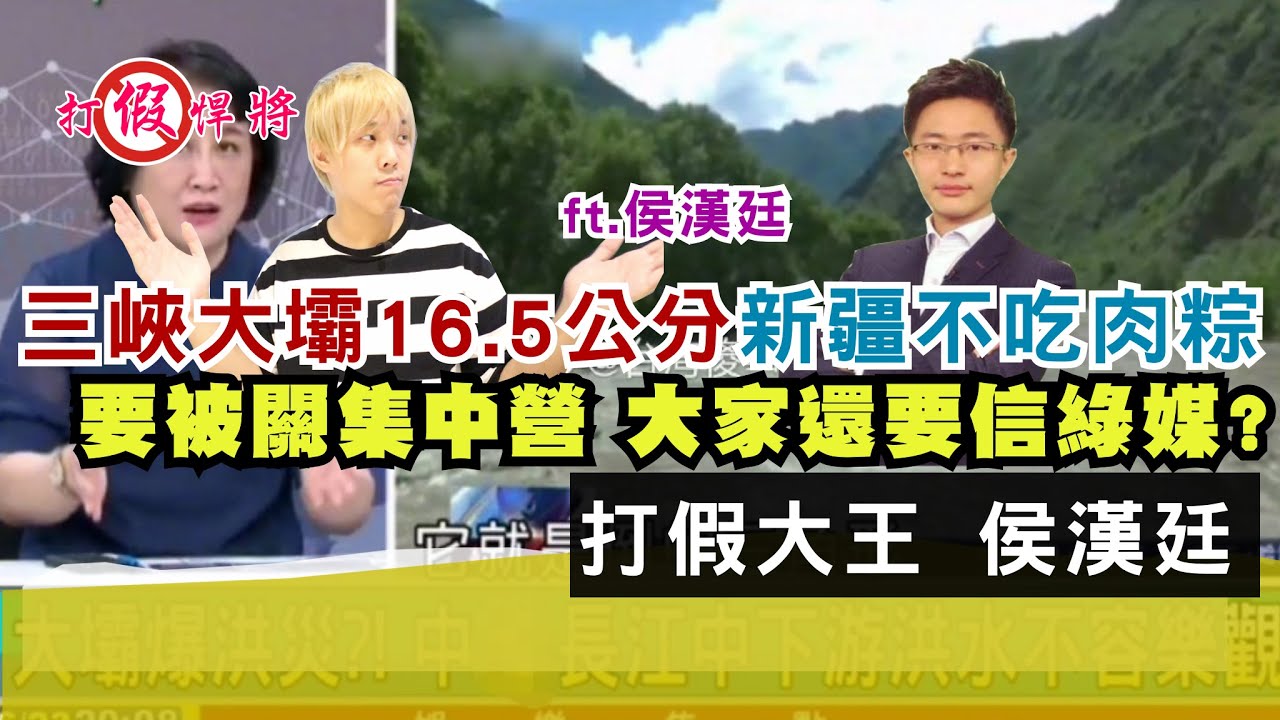 打假悍將
ft.侯漢廷
三峽大壩16.5公分新疆不吃肉粽
要被關集中營 大家還要信綠媒?
它就是
打假大王 侯漢廷
大壩爆洪災?! 中 長江中下游洪水不容樂觀